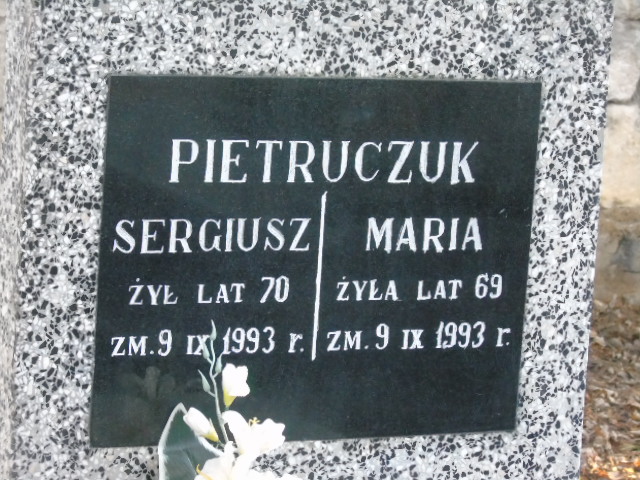 PIETRUCZUK
SERGIUSZ
ŻYŁ LAT 70
ZM. 9 IX 1993 r.
MARIA
ŻYŁA LAT 69
ZM. 9 IX 1993 r.